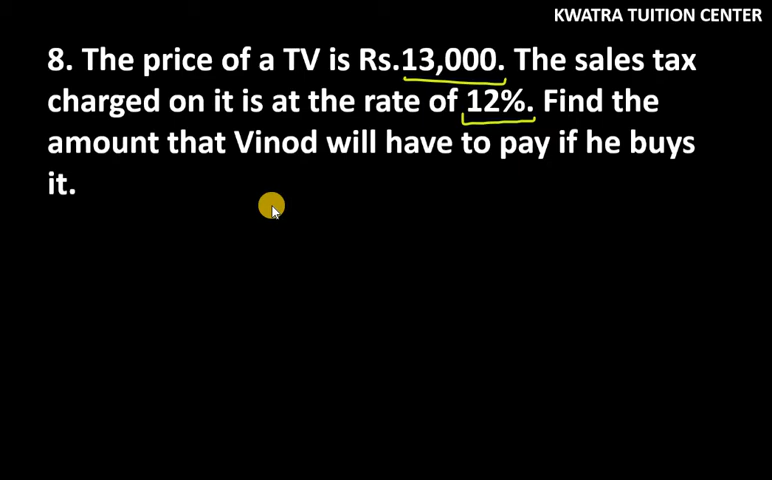 KWATRA TUITION CENTER
8. The price of a TV is Rs.13,000. The sales tax
charged on it is at the rate of 12%. Find the
amount that Vinod will have to pay if he buys
it.